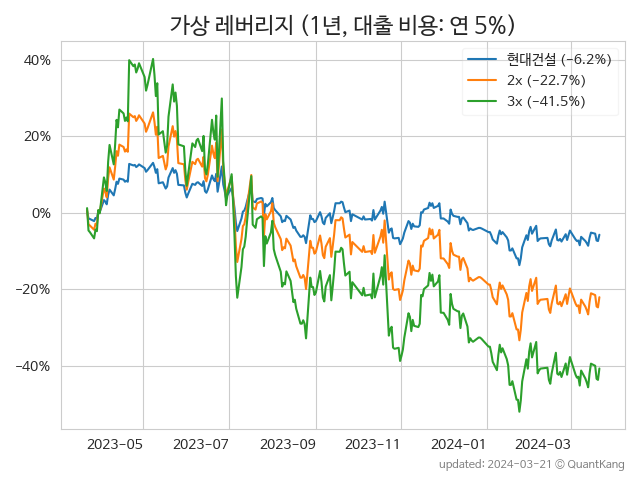 가상 레버리지 (1년, 대출 비용: 연 5%)
현대건설 (−6.2%)
2x (−22.7%)
3x (−41.5%)
40%
20%
0%
−20%
−40%
2023-05 2023-07 2023-09 2023-11 2024-01 2024-03
updated: 2024-03-21 © QuantKang